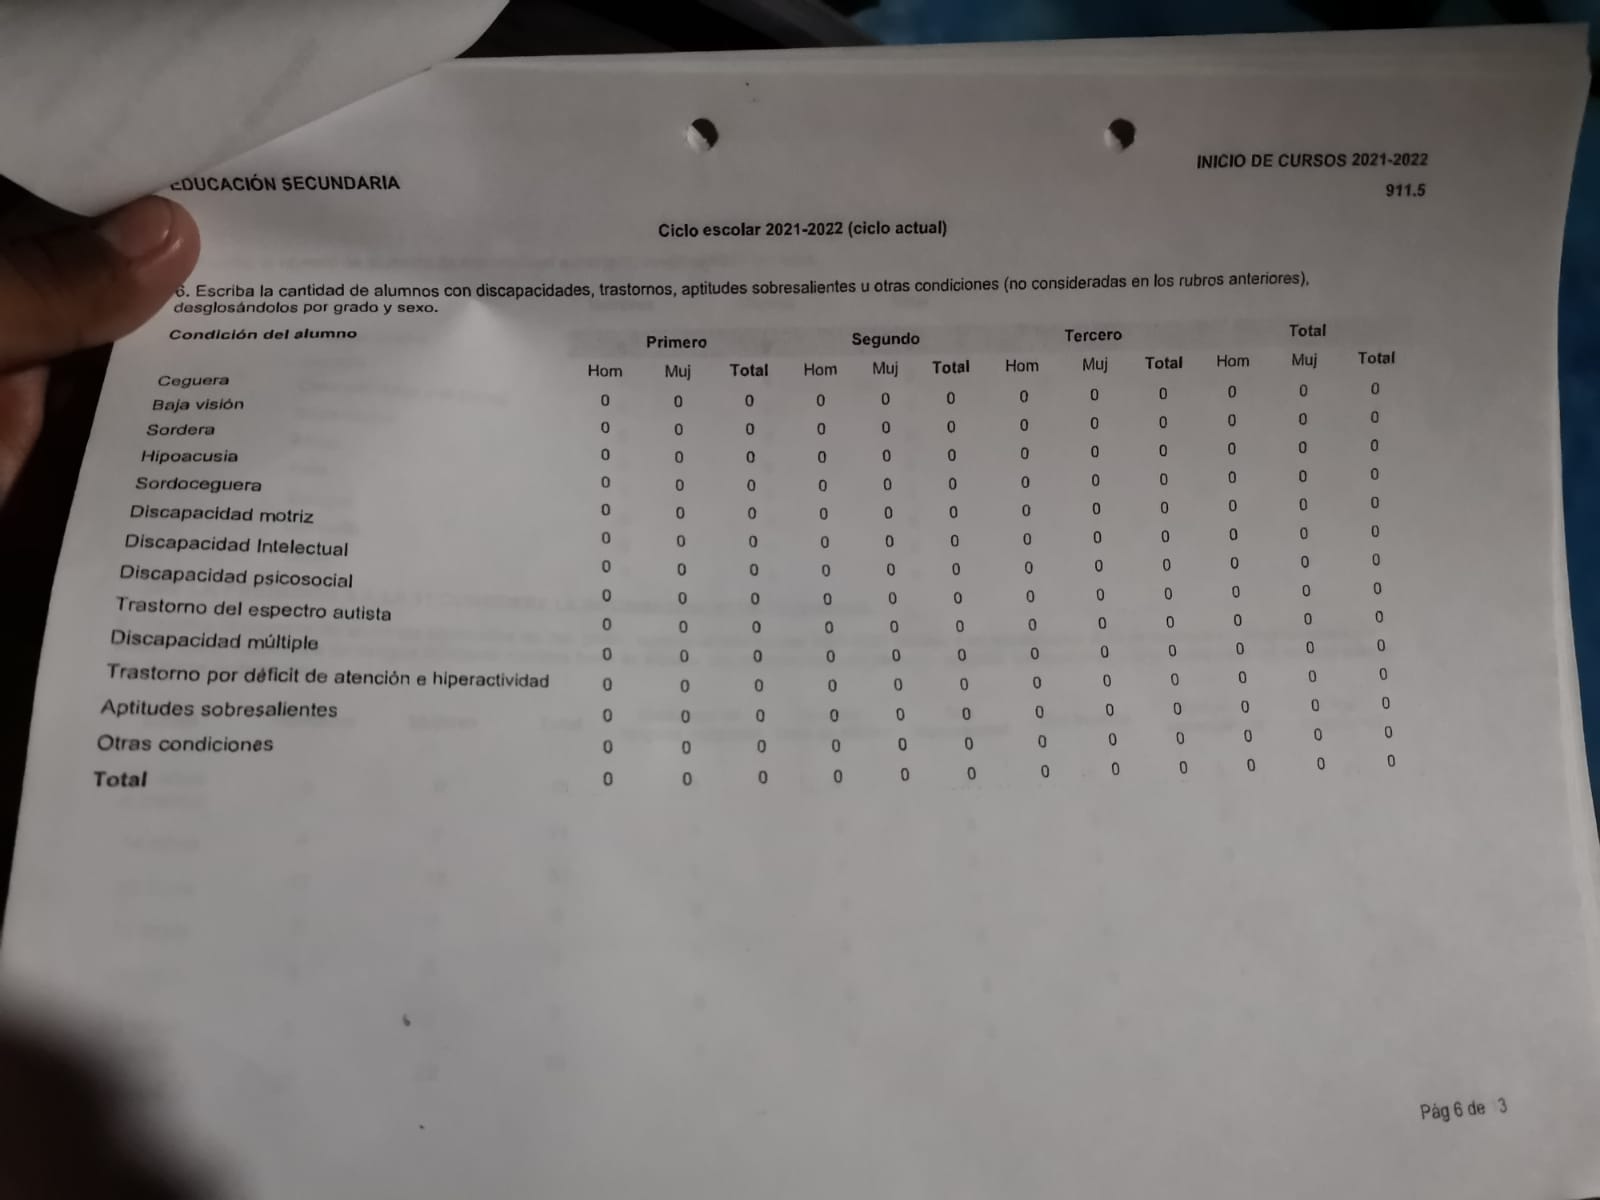 EDUCACIÓN SECUNDARIA
INICIO DE CURSOS 2021-2022
911.5
Ciclo escolar 2021-2022 (ciclo actual)
6. Escriba la cantidad de alumnos con discapacidades, trastornos, aptitudes sobresalientes u otras condiciones (no consideradas en los rubros anteriores),
desglosándolos por grado y sexo.
Condición del alumno Primero Segundo Tercero Total
Hom Muj Total Hom Muj Total Hom Muj Total Hom Muj Total
Ceguera 0 0 0 0 0 0 0 0 0 0 0 0
Baja visión 0 0 0 0 0 0 0 0 0 0 0 0
Sordera 0 0 0 0 0 0 0 0 0 0 0 0
Hipoacusia 0 0 0 0 0 0 0 0 0 0 0 0
Sordoceguera 0 0 0 0 0 0 0 0 0 0 0 0
Discapacidad motriz 0 0 0 0 0 0 0 0 0 0 0 0
Discapacidad Intelectual 0 0 0 0 0 0 0 0 0 0 0 0
Discapacidad psicosocial 0 0 0 0 0 0 0 0 0 0 0 0
Trastorno del espectro autista 0 0 0 0 0 0 0 0 0 0 0 0
Discapacidad múltiple 0 0 0 0 0 0 0 0 0 0 0 0
Trastorno por déficit de atención e hiperactividad 0 0 0 0 0 0 0 0 0 0 0 0
Aptitudes sobresalientes 0 0 0 0 0 0 0 0 0 0 0 0
Otras condiciones 0 0 0 0 0 0 0 0 0 0 0 0
Total 0 0 0 0 0 0 0 0 0 0 0 0
Pág 6 de 3